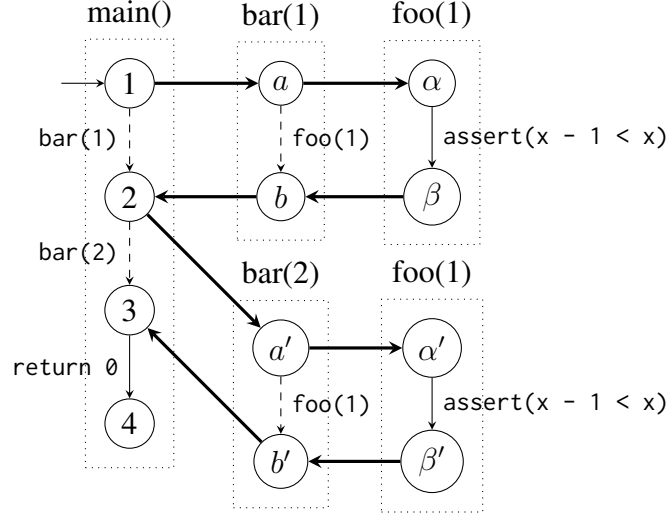 main() bar(1) foo(1)
1 a α
bar(1) foo(1) assert(x - 1 < x)
2 b β
bar(2) bar(2) foo(1)
3 a′ α′
return 0 foo(1) assert(x - 1 < x)
4 b′ β′